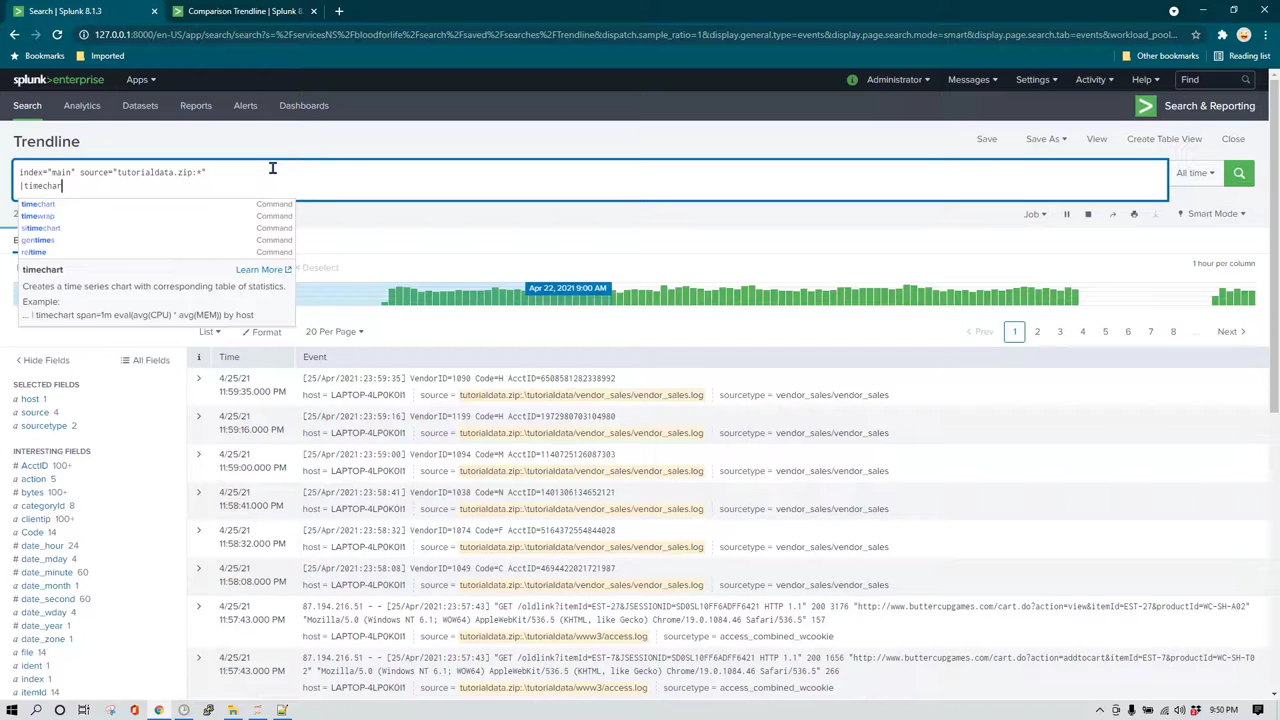 Search | Splunk 8.1.3
Comparison Trendline | Splunk 8.
127.0.0.1:8000/en-US/app/search/search?s=%2FservicesNS%2Fbloodforlife%2Fsearch%2Fsaved%2Fsearches%2FTrendline&dispatch.sample_ratio=1&display.general.type=events&display.page.search.mode=smart&display.page.search.tab=events&workload_pool...
Bookmarks
Imported
Other bookmarks
Reading list
splunk>enterprise
Apps
Administrator
Messages
Settings
Activity
Help
Find
Search
Analytics
Datasets
Reports
Alerts
Dashboards
Search & Reporting
Trendline
Save
Save As
View
Create Table View
Close
index="main" source="tutorialdata.zip:*"
|timechar
All time
timechart Command
timewrap Command
sitimechart Command
gentimes Command
reltime Command
Job
Smart Mode
timechart
Learn More
Creates a time series chart with corresponding table of statistics.
Example:
... | timechart span=1m eval(avg(CPU) * avg(MEM)) by host
Deselect
1 hour per column
Apr 22, 2021 9:00 AM
List
Format
20 Per Page
Prev
1 2 3 4 5 6 7 8 ... Next
Hide Fields
All Fields
i Time Event
SELECTED FIELDS
a host 1
a source 4
a sourcetype 2
INTERESTING FIELDS
# AcctID 100+
a action 5
# bytes 100+
a categoryId 8
a clientip 100+
a Code 14
# date_hour 24
# date_mday 4
# date_minute 60
a date_month 1
# date_second 60
a date_wday 4
# date_year 1
# date_zone 1
a file 14
# ident 1
a index 1
a itemId 14
4/25/21
11:59:35.000 PM
[25/Apr/2021:23:59:35] VendorID=1090 Code=H AcctID=6508581282338992
host = LAPTOP-4LP0K0I1 source = tutorialdata.zip:.\tutorialdata/vendor_sales/vendor_sales.log sourcetype = vendor_sales/vendor_sales
4/25/21
11:59:16.000 PM
[25/Apr/2021:23:59:16] VendorID=1199 Code=H AcctID=1972980703104980
host = LAPTOP-4LP0K0I1 source = tutorialdata.zip:.\tutorialdata/vendor_sales/vendor_sales.log sourcetype = vendor_sales/vendor_sales
4/25/21
11:59:00.000 PM
[25/Apr/2021:23:59:00] VendorID=1094 Code=M AcctID=1140725126087303
host = LAPTOP-4LP0K0I1 source = tutorialdata.zip:.\tutorialdata/vendor_sales/vendor_sales.log sourcetype = vendor_sales/vendor_sales
4/25/21
11:58:41.000 PM
[25/Apr/2021:23:58:41] VendorID=1038 Code=N AcctID=1401306134652121
host = LAPTOP-4LP0K0I1 source = tutorialdata.zip:.\tutorialdata/vendor_sales/vendor_sales.log sourcetype = vendor_sales/vendor_sales
4/25/21
11:58:32.000 PM
[25/Apr/2021:23:58:32] VendorID=1074 Code=F AcctID=5164372554844028
host = LAPTOP-4LP0K0I1 source = tutorialdata.zip:.\tutorialdata/vendor_sales/vendor_sales.log sourcetype = vendor_sales/vendor_sales
4/25/21
11:58:08.000 PM
[25/Apr/2021:23:58:08] VendorID=1049 Code=C AcctID=4694422021721987
host = LAPTOP-4LP0K0I1 source = tutorialdata.zip:.\tutorialdata/vendor_sales/vendor_sales.log sourcetype = vendor_sales/vendor_sales
4/25/21
11:57:43.000 PM
87.194.216.51 - - [25/Apr/2021:23:57:43] "GET /oldlink?itemId=EST-27&JSESSIONID=SD0SL10FF6ADFF6421 HTTP 1.1" 200 3176 "http://www.buttercupgames.com/cart.do?action=view&itemId=EST-27&productId=WC-SH-A02"
"Mozilla/5.0 (Windows NT 6.1; WOW64) AppleWebKit/536.5 (KHTML, like Gecko) Chrome/19.0.1084.46 Safari/536.5" 157
host = LAPTOP-4LP0K0I1 source = tutorialdata.zip:.\tutorialdata/www3/access.log sourcetype = access_combined_wcookie
4/25/21
11:57:43.000 PM
87.194.216.51 - - [25/Apr/2021:23:57:43] "GET /oldlink?itemId=EST-7&JSESSIONID=SD0SL10FF6ADFF6421 HTTP 1.1" 200 1656 "http://www.buttercupgames.com/cart.do?action=addtocart&itemId=EST-7&productId=WC-SH-T0
2" "Mozilla/5.0 (Windows NT 6.1; WOW64) AppleWebKit/536.5 (KHTML, like Gecko) Chrome/19.0.1084.46 Safari/536.5" 266
host = LAPTOP-4LP0K0I1 source = tutorialdata.zip:.\tutorialdata/www3/access.log sourcetype = access_combined_wcookie
9:50 PM